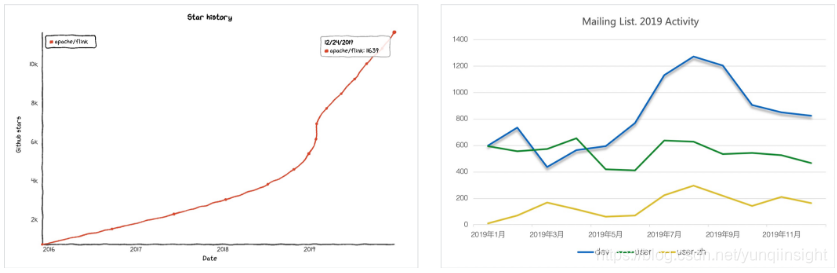 Star history
apache/flink
12/24/2019
apache/flink: 11639
10k
8k
6k
4k
2k
Github stars
2016
2017
2018
2019
Date
Mailing List. 2019 Activity
1400
1200
1000
800
600
400
200
0
2019年1月
2019年3月
2019年5月
2019年7月
2019年9月
2019年11月
dev
user
user-zh
https://blog.csdn.net/yunqiinsight